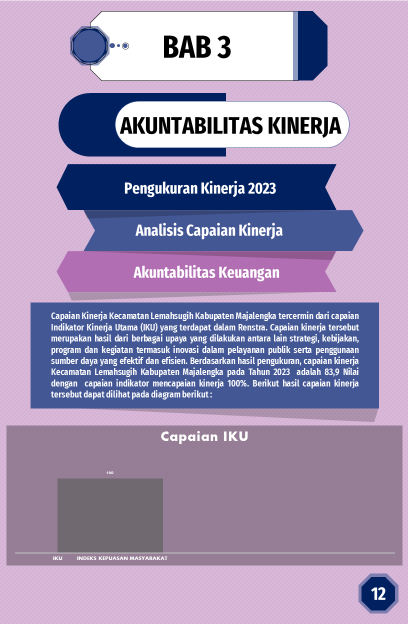 BAB 3
AKUNTABILITAS KINERJA
Pengukuran Kinerja 2023
Analisis Capaian Kinerja
Akuntabilitas Keuangan
Capaian Kinerja Kecamatan Lemahsugih Kabupaten Majalengka tercermin dari capaian
Indikator Kinerja Utama (IKU) yang terdapat dalam Renstra. Capaian kinerja tersebut
merupakan hasil dari berbagai upaya yang dilakukan antara lain strategi, kebijakan,
program dan kegiatan termasuk inovasi dalam pelayanan publik serta penggunaan
sumber daya yang efektif dan efisien. Berdasarkan hasil pengukuran, capaian kinerja
Kecamatan Lemahsugih Kabupaten Majalengka pada Tahun 2023 adalah 83,9 Nilai
dengan capaian indikator mencapaian kinerja 100%. Berikut hasil capaian kinerja
tersebut dapat dilihat pada diagram berikut :
Capaian IKU
100
IKU INDEKS KEPUASAN MASYARAKAT
12